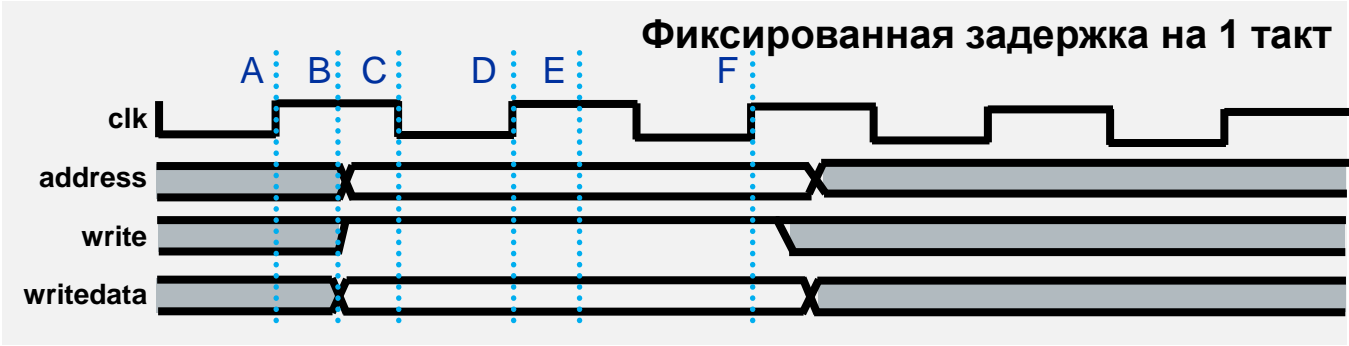 Фиксированная задержка на 1 такт
A B C D E F
clk
address
write
writedata